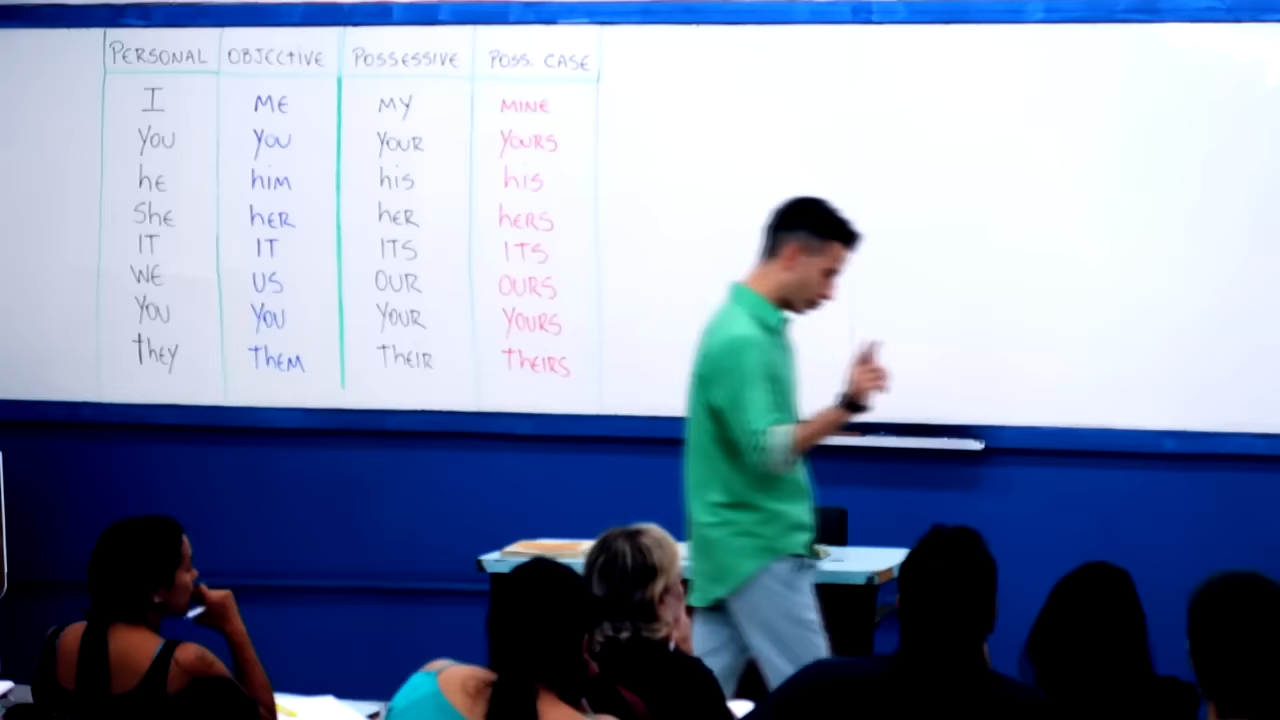 PERSONAL OBJECTIVE POSSESSIVE POSS. CASE
I ME MY MINE
YOU YOU YOUR YOURS
he him his his
She hER hER hERS
IT IT ITS ITS
WE US OUR OURS
YOU YOU YOUR YOURS
they ThEM ThEIR ThEIRS